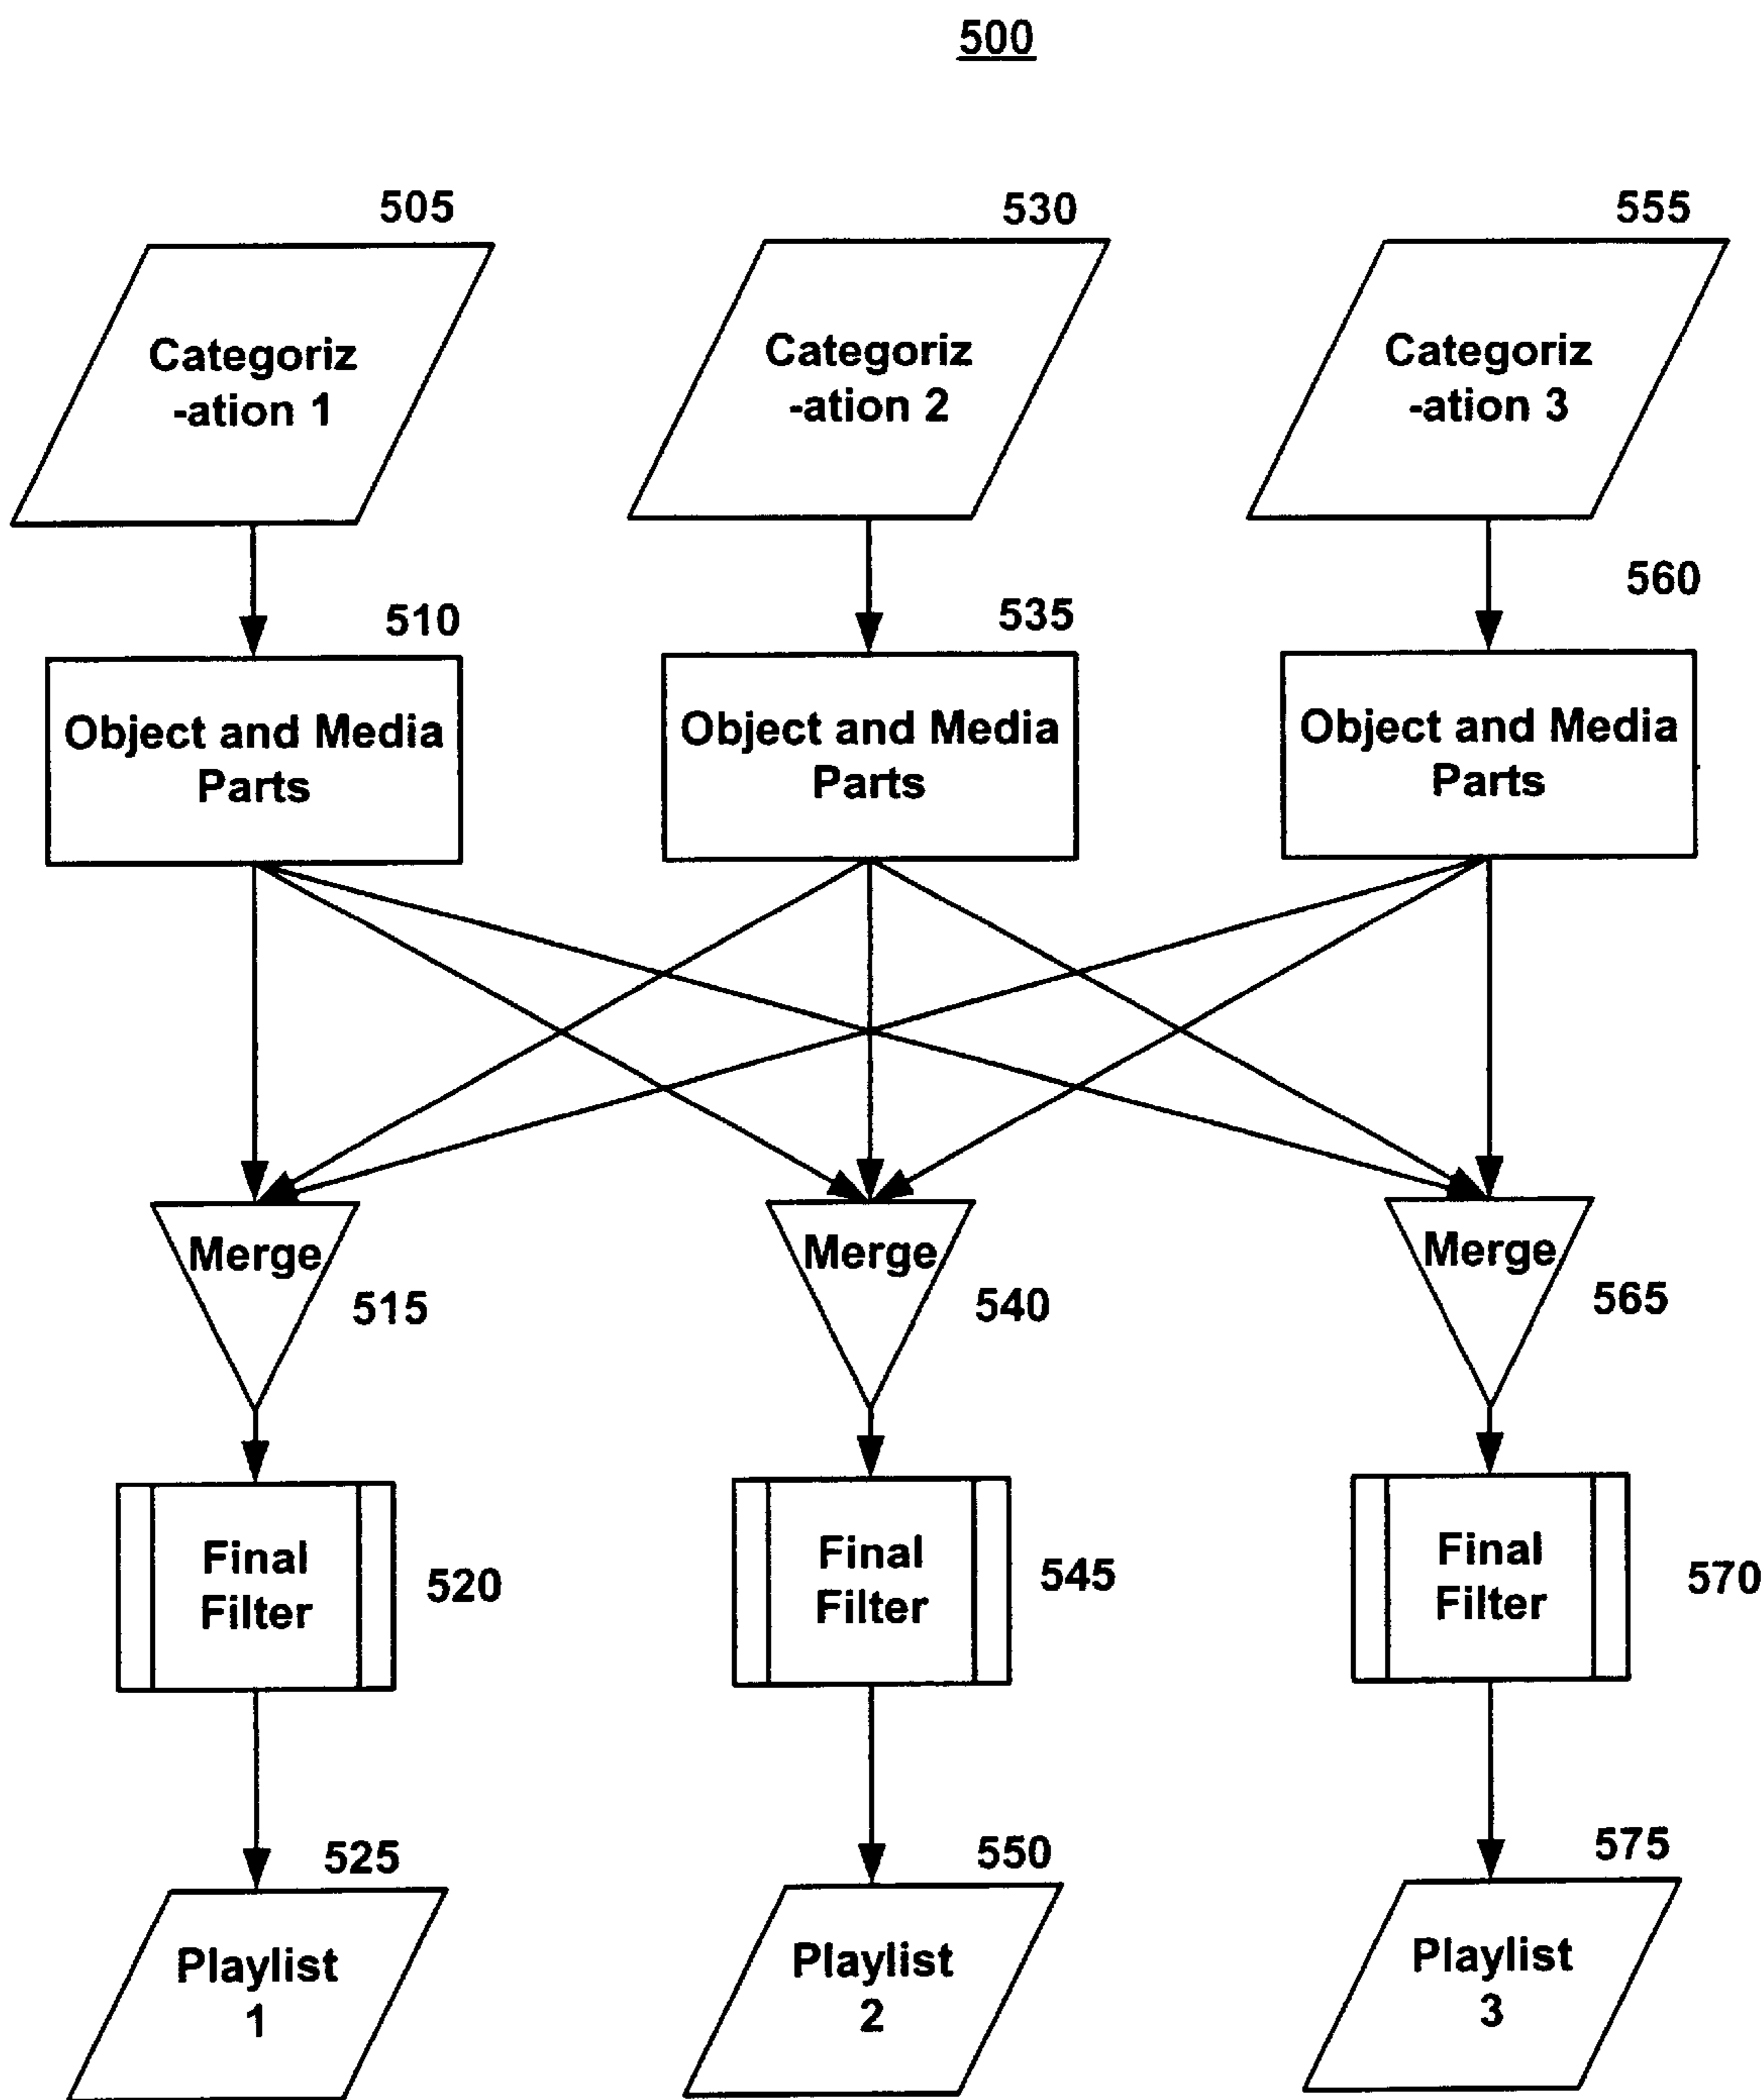 500
505
530
555
Categoriz
-ation 1
Categoriz
-ation 2
Categoriz
-ation 3
510
535
560
Object and Media
Parts
Object and Media
Parts
Object and Media
Parts
Merge
515
Merge
540
Merge
565
Final
Filter
520
Final
Filter
545
Final
Filter
570
525
550
575
Playlist
1
Playlist
2
Playlist
3